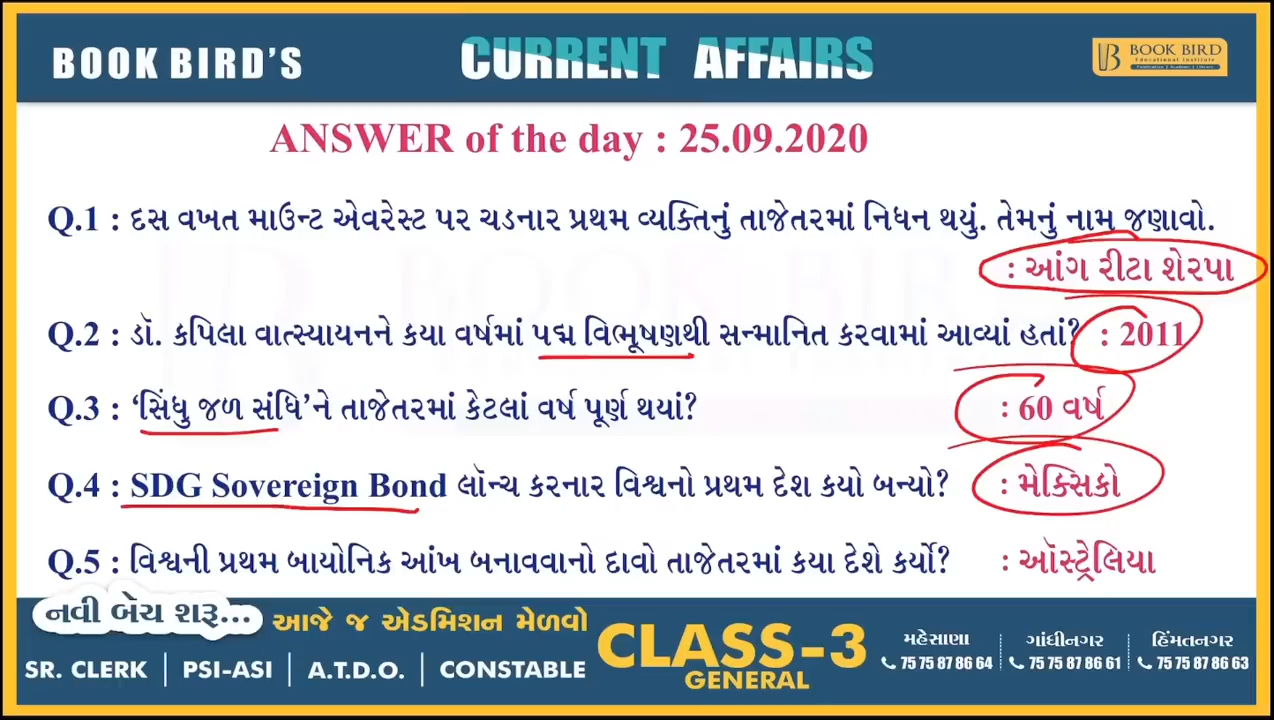 BOOK BIRD'S
CURRENT AFFAIRS
BOOK BIRD
Educational Institute
Publication | Academy | Library
ANSWER of the day : 25.09.2020
Q.1 : દસ વખત માઉન્ટ એવરેસ્ટ પર ચડનાર પ્રથમ વ્યક્તિનું તાજેતરમાં નિધન થયું. તેમનું નામ જણાવો.
: આંગ રીટા શેરપા
Q.2 : ડૉ. કપિલા વાત્સ્યાયનને કયા વર્ષમાં પદ્મ વિભૂષણથી સન્માનિત કરવામાં આવ્યાં હતાં? : 2011
Q.3 : 'સિંધુ જળ સંધિ'ને તાજેતરમાં કેટલાં વર્ષ પૂર્ણ થયાં? : 60 વર્ષ
Q.4 : SDG Sovereign Bond લૉન્ચ કરનાર વિશ્વનો પ્રથમ દેશ કયો બન્યો? : મેક્સિકો
Q.5 : વિશ્વની પ્રથમ બાયોનિક આંખ બનાવવાનો દાવો તાજેતરમાં કયા દેશે કર્યો? : ઑસ્ટ્રેલિયા
નવી બેચ શરૂ... આજે જ એડમિશન મેળવો
SR. CLERK | PSI-ASI | A.T.D.O. | CONSTABLE
CLASS-3
GENERAL
મહેસાણા
75 75 87 86 64
ગાંધીનગર
75 75 87 86 61
હિંમતનગર
75 75 87 86 63